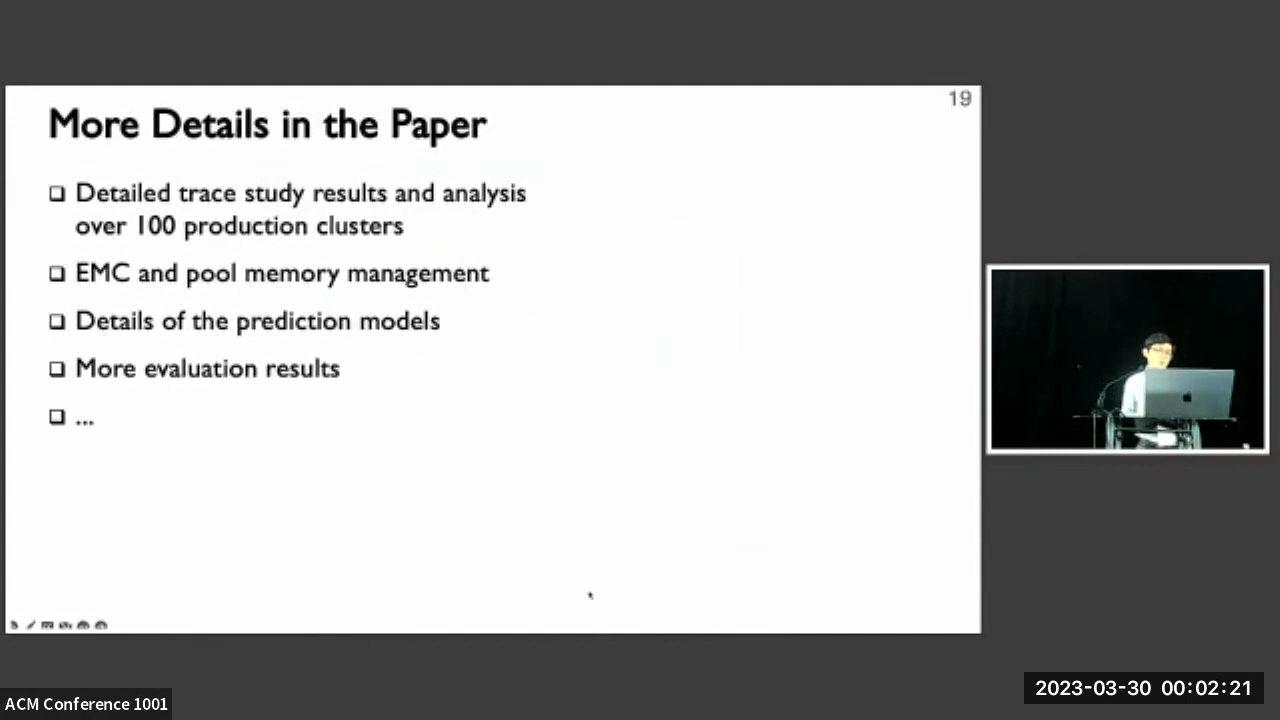 19
More Details in the Paper
❑ Detailed trace study results and analysis
over 100 production clusters
❑ EMC and pool memory management
❑ Details of the prediction models
❑ More evaluation results
❑ ...
2023-03-30 00:02:21
ACM Conference 1001